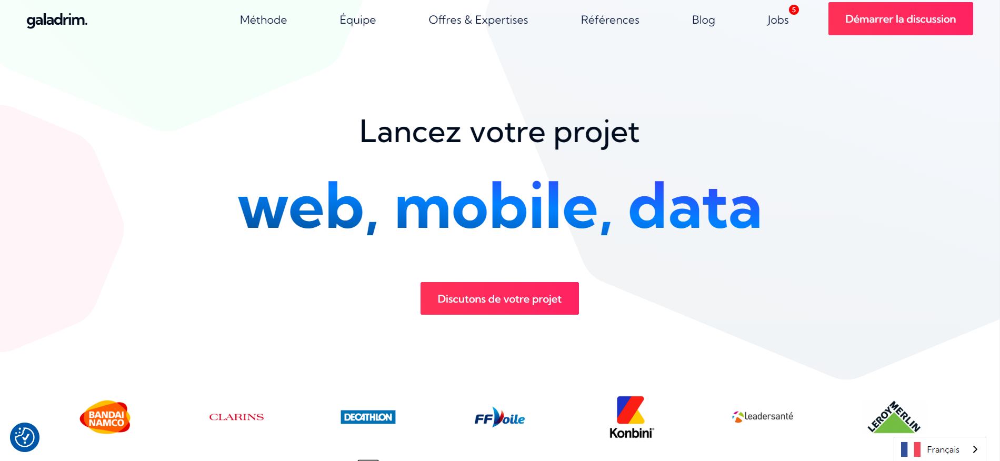 galadrim.
Méthode
Équipe
Offres & Expertises
Références
Blog
Jobs
5
Démarrer la discussion
Lancez votre projet
web, mobile, data
Discutons de votre projet
BANDAI
NAMCO
CLARINS
DECATHLON
FFVoile
Konbini
Leadersanté
LEROY MERLIN
Français